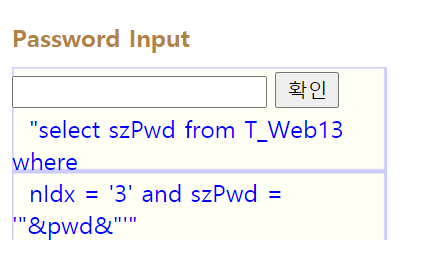 Password Input
확인
"select szPwd from T_Web13
where
nIdx = '3' and szPwd =
'"&pwd&"'"